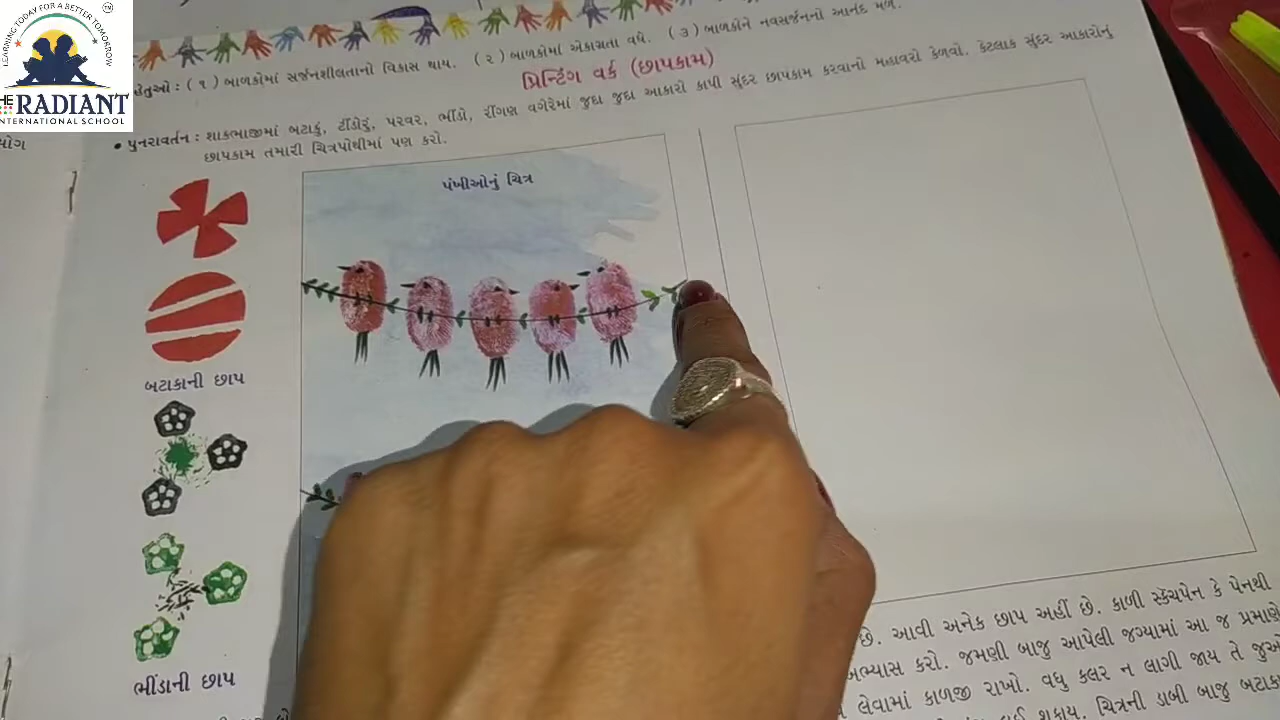 LEARNING TODAY FOR A BETTER TOMORROW
TM
THE RADIANT
INTERNATIONAL SCHOOL
હેતુઓ : (૧) બાળકોમાં સર્જનશીલતાનો વિકાસ થાય. (૨) બાળકોમાં એકાગ્રતા વધે. (૩) બાળકોને નવસર્જનનો આનંદ મળે.
પ્રિન્ટિંગ વર્ક (છાપકામ)
• પુનરાવર્તન : શાકભાજીમાં બટાકું, ટીંડોરું, પરવર, ભીંડો, રીંગણ વગેરેમાં જુદા જુદા આકારો કાપી સુંદર છાપકામ કરવાનો મહાવરો કેળવો. કેટલાક સુંદર આકારોનું
છાપકામ તમારી ચિત્રપોથીમાં પણ કરો.
પંખીઓનું ચિત્ર
બટાકાની છાપ
ભીંડાની છાપ
છે. આવી અનેક છાપ અહીં છે. કાળી સ્કેચપેન કે પેનથી
અભ્યાસ કરો. જમણી બાજુ આપેલી જગ્યામાં આ જ પ્રમાણે
લેવામાં કાળજી રાખો. વધુ કલર ન લાગી જાય તે જુઓ
શકાય. ચિત્રની ડાબી બાજુ